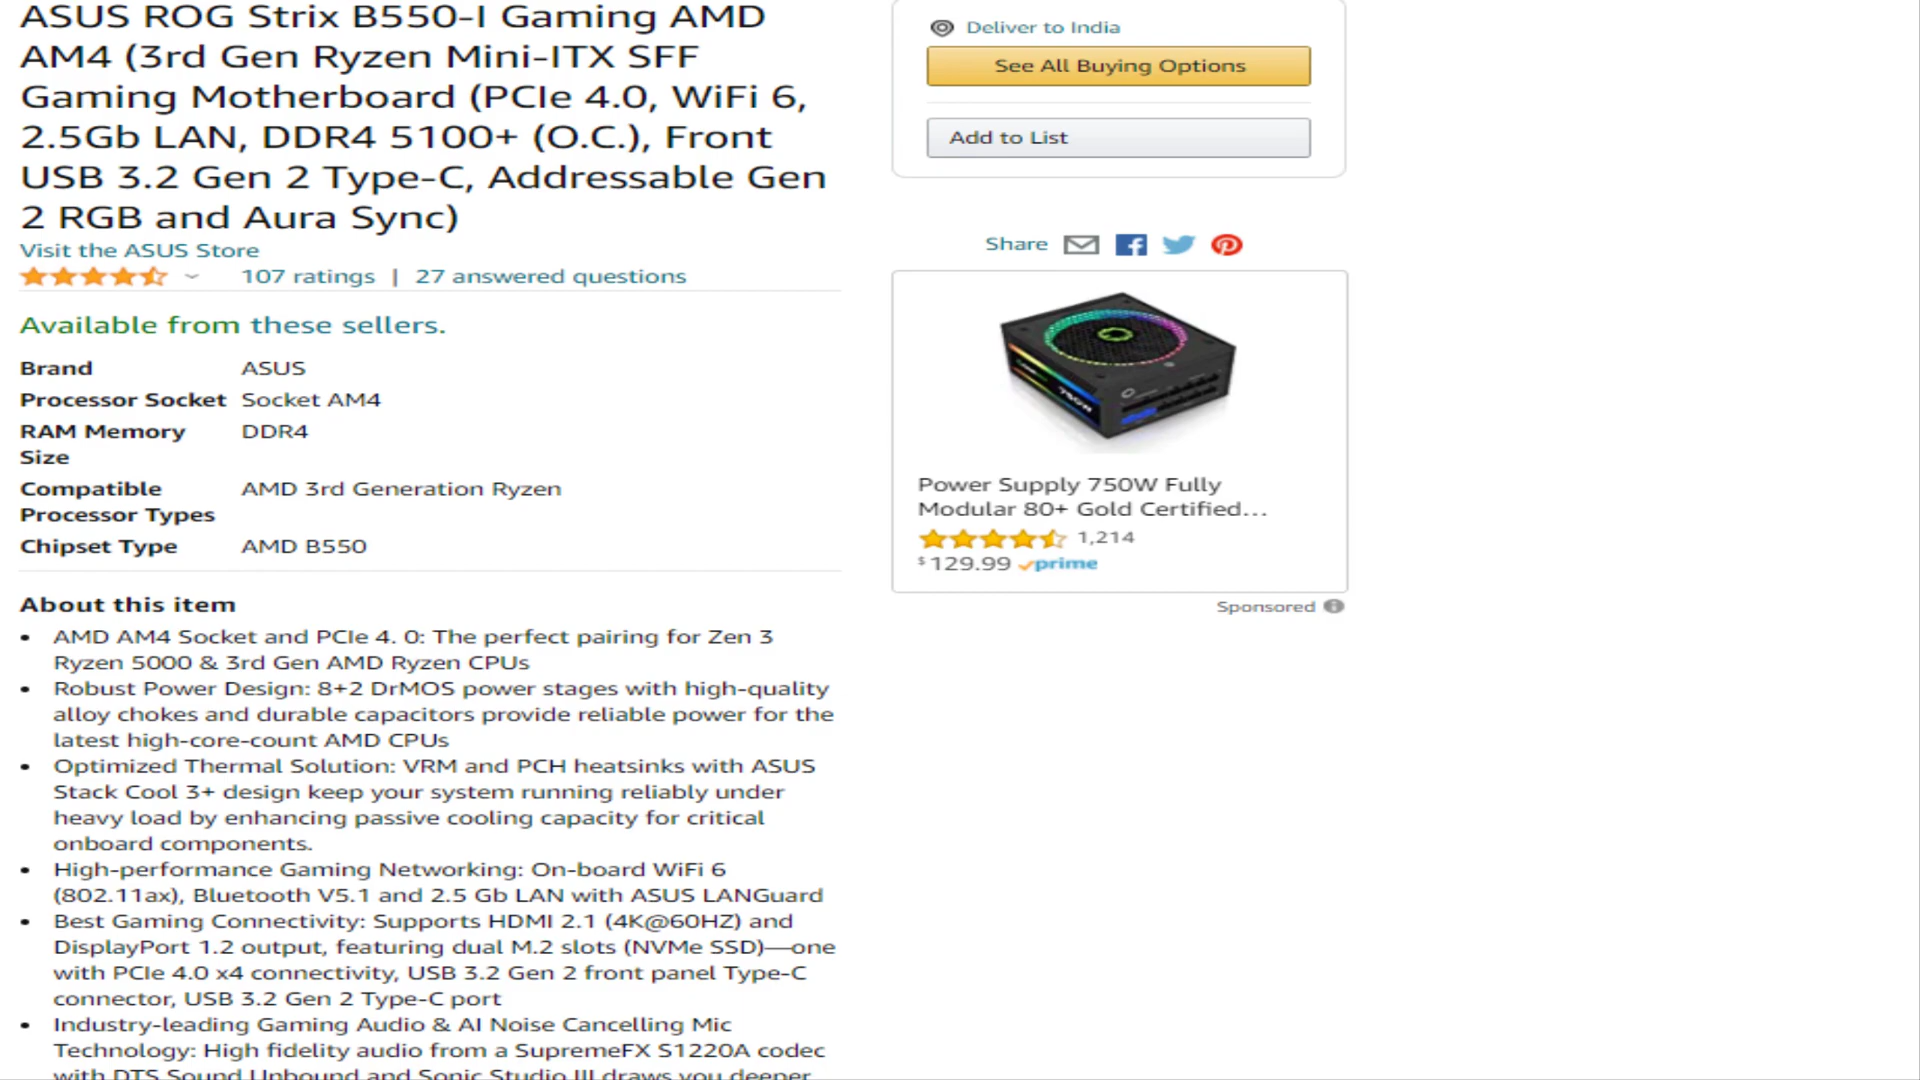 ASUS ROG Strix B550-I Gaming AMD
AM4 (3rd Gen Ryzen Mini-ITX SFF
Gaming Motherboard (PCIe 4.0, WiFi 6,
2.5Gb LAN, DDR4 5100+ (O.C.), Front
USB 3.2 Gen 2 Type-C, Addressable Gen
2 RGB and Aura Sync)
Visit the ASUS Store
107 ratings | 27 answered questions
Available from these sellers.
Brand ASUS
Processor Socket Socket AM4
RAM Memory DDR4
Size
Compatible AMD 3rd Generation Ryzen
Processor Types
Chipset Type AMD B550
About this item
• AMD AM4 Socket and PCIe 4. 0: The perfect pairing for Zen 3
Ryzen 5000 & 3rd Gen AMD Ryzen CPUs
• Robust Power Design: 8+2 DrMOS power stages with high-quality
alloy chokes and durable capacitors provide reliable power for the
latest high-core-count AMD CPUs
• Optimized Thermal Solution: VRM and PCH heatsinks with ASUS
Stack Cool 3+ design keep your system running reliably under
heavy load by enhancing passive cooling capacity for critical
onboard components.
• High-performance Gaming Networking: On-board WiFi 6
(802.11ax), Bluetooth V5.1 and 2.5 Gb LAN with ASUS LANGuard
• Best Gaming Connectivity: Supports HDMI 2.1 (4K@60HZ) and
DisplayPort 1.2 output, featuring dual M.2 slots (NVMe SSD)—one
with PCIe 4.0 x4 connectivity, USB 3.2 Gen 2 front panel Type-C
connector, USB 3.2 Gen 2 Type-C port
• Industry-leading Gaming Audio & AI Noise Cancelling Mic
Technology: High fidelity audio from a SupremeFX S1220A codec
with DTS Sound Unbound and Sonic Studio III draws you deeper
Deliver to India
See All Buying Options
Add to List
Share
750W
Power Supply 750W Fully
Modular 80+ Gold Certified...
1,214
$129.99 prime
Sponsored